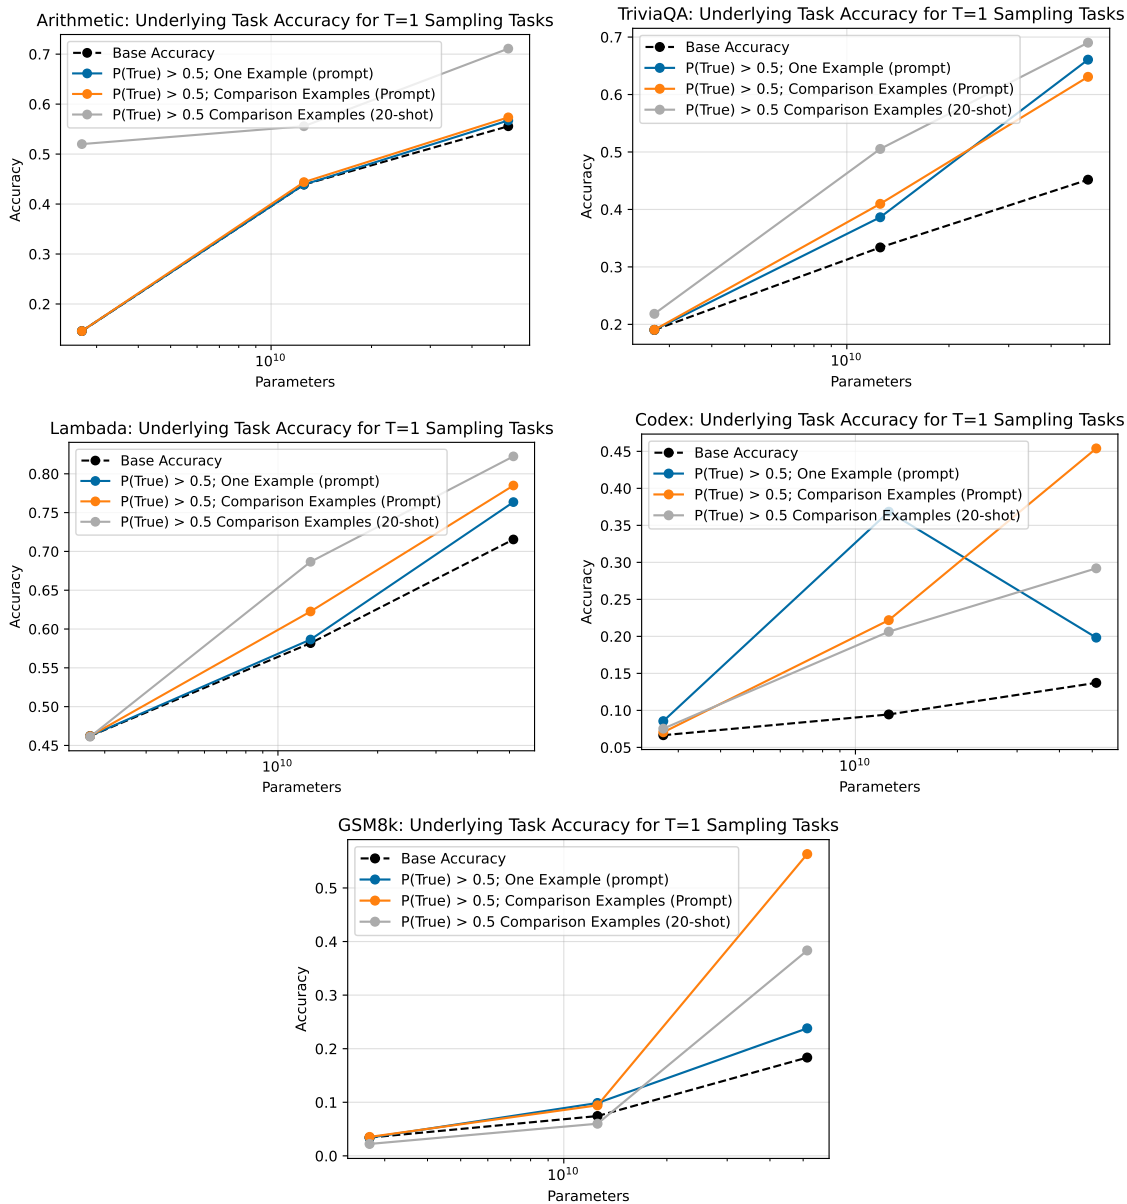 Arithmetic: Underlying Task Accuracy for T=1 Sampling Tasks
Base Accuracy
P(True) > 0.5; One Example (prompt)
P(True) > 0.5; Comparison Examples (Prompt)
P(True) > 0.5 Comparison Examples (20-shot)
0.7
0.6
0.5
0.4
0.3
0.2
Accuracy
10^10
Parameters
TriviaQA: Underlying Task Accuracy for T=1 Sampling Tasks
Base Accuracy
P(True) > 0.5; One Example (prompt)
P(True) > 0.5; Comparison Examples (Prompt)
P(True) > 0.5 Comparison Examples (20-shot)
0.7
0.6
0.5
0.4
0.3
0.2
Accuracy
10^10
Parameters
Lambada: Underlying Task Accuracy for T=1 Sampling Tasks
Base Accuracy
P(True) > 0.5; One Example (prompt)
P(True) > 0.5; Comparison Examples (Prompt)
P(True) > 0.5 Comparison Examples (20-shot)
0.80
0.75
0.70
0.65
0.60
0.55
0.50
0.45
Accuracy
10^10
Parameters
Codex: Underlying Task Accuracy for T=1 Sampling Tasks
Base Accuracy
P(True) > 0.5; One Example (prompt)
P(True) > 0.5; Comparison Examples (Prompt)
P(True) > 0.5 Comparison Examples (20-shot)
0.45
0.40
0.35
0.30
0.25
0.20
0.15
0.10
0.05
Accuracy
10^10
Parameters
GSM8k: Underlying Task Accuracy for T=1 Sampling Tasks
Base Accuracy
P(True) > 0.5; One Example (prompt)
P(True) > 0.5; Comparison Examples (Prompt)
P(True) > 0.5 Comparison Examples (20-shot)
0.5
0.4
0.3
0.2
0.1
0.0
Accuracy
10^10
Parameters